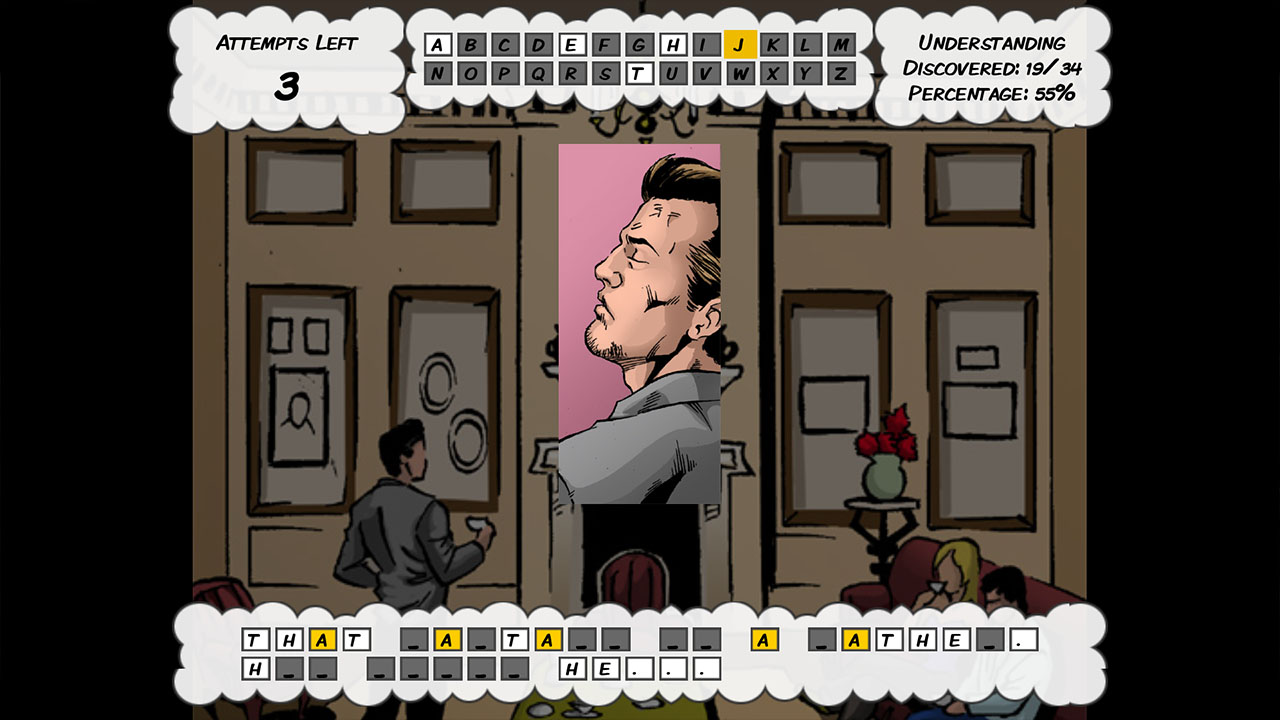 ATTEMPTS LEFT
3
A B C D E F G H I J K L M
N O P Q R S T U V W X Y Z
UNDERSTANDING
DISCOVERED: 19/34
PERCENTAGE: 55%
THAT _A_TA__ __ A _ATHE_.
H__ _____ HE...